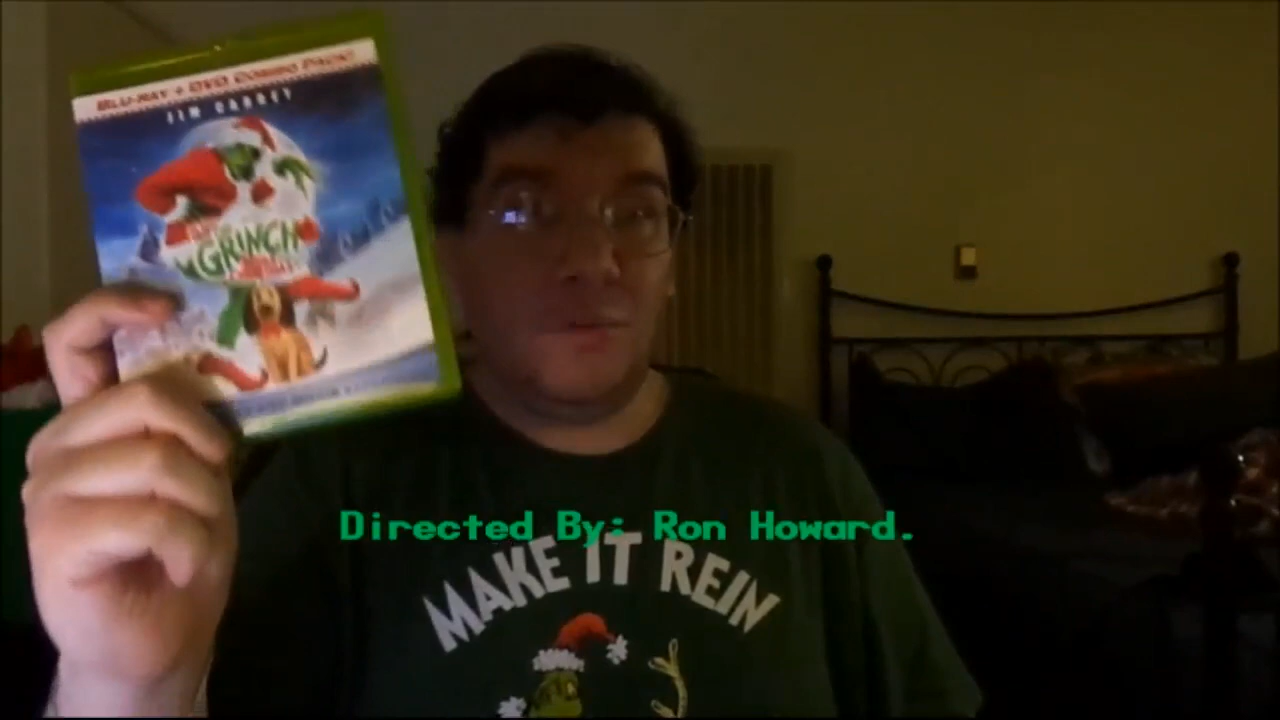 BLU-RAY + DVD COMBO PACK!
JIM CARREY
GRINCH
Directed By: Ron Howard.
MAKE IT REIN